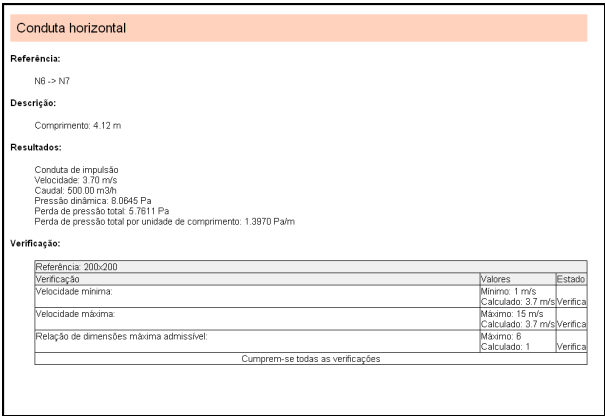 Conduta horizontal
Referência:
N6 -> N7
Descrição:
Comprimento: 4.12 m
Resultados:
Conduta de impulsão
Velocidade: 3.70 m/s
Caudal: 500.00 m3/h
Pressão dinâmica: 8.0645 Pa
Perda de pressão total: 5.7611 Pa
Perda de pressão total por unidade de comprimento: 1.3970 Pa/m
Verificação:
Referência: 200x200
Verificação Valores Estado
Velocidade mínima: Mínimo: 1 m/s
Calculado: 3.7 m/s Verifica
Velocidade máxima: Máximo: 15 m/s
Calculado: 3.7 m/s Verifica
Relação de dimensões máxima admissível: Máximo: 6
Calculado: 1 Verifica
Cumprem-se todas as verificações